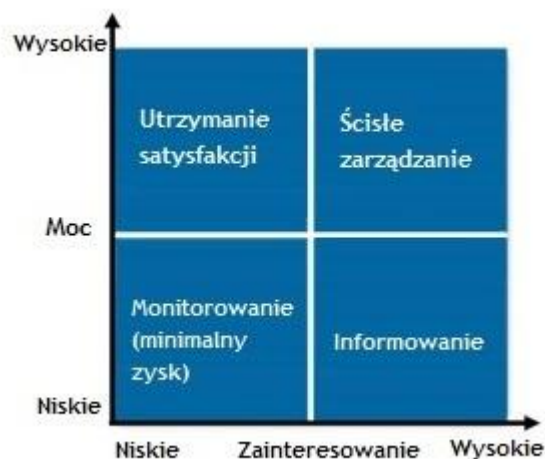 Wysokie
Utrzymanie
satysfakcji
Ścisłe
zarządzanie
Moc
Monitorowanie
(minimalny
zysk)
Informowanie
Niskie
Niskie Zainteresowanie Wysokie